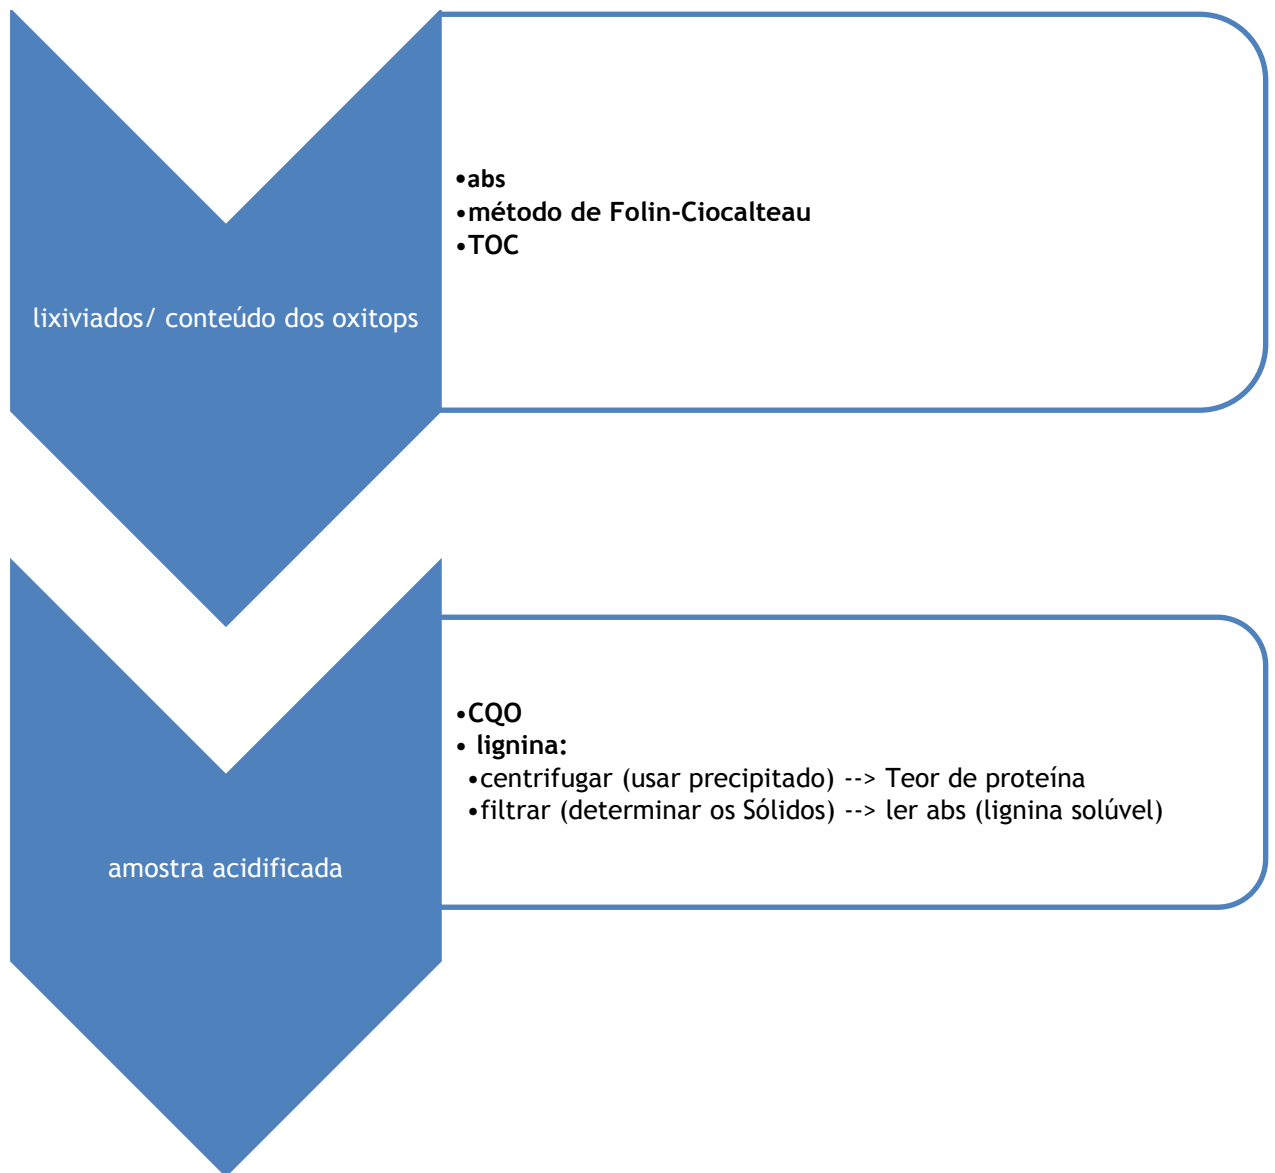 •abs
•método de Folin-Ciocalteau
•TOC
lixiviados/ conteúdo dos oxitops
•CQO
• lignina:
•centrifugar (usar precipitado) --> Teor de proteína
•filtrar (determinar os Sólidos) --> ler abs (lignina solúvel)
amostra acidificada